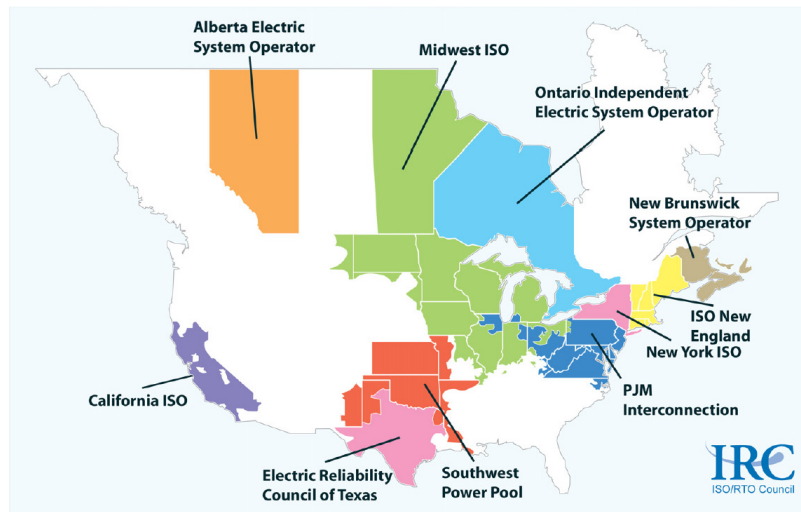 Alberta Electric
System Operator
Midwest ISO
Ontario Independent
Electric System Operator
New Brunswick
System Operator
ISO New
England
New York ISO
PJM
Interconnection
California ISO
Electric Reliability
Council of Texas
Southwest
Power Pool
IRC
ISO/RTO Council